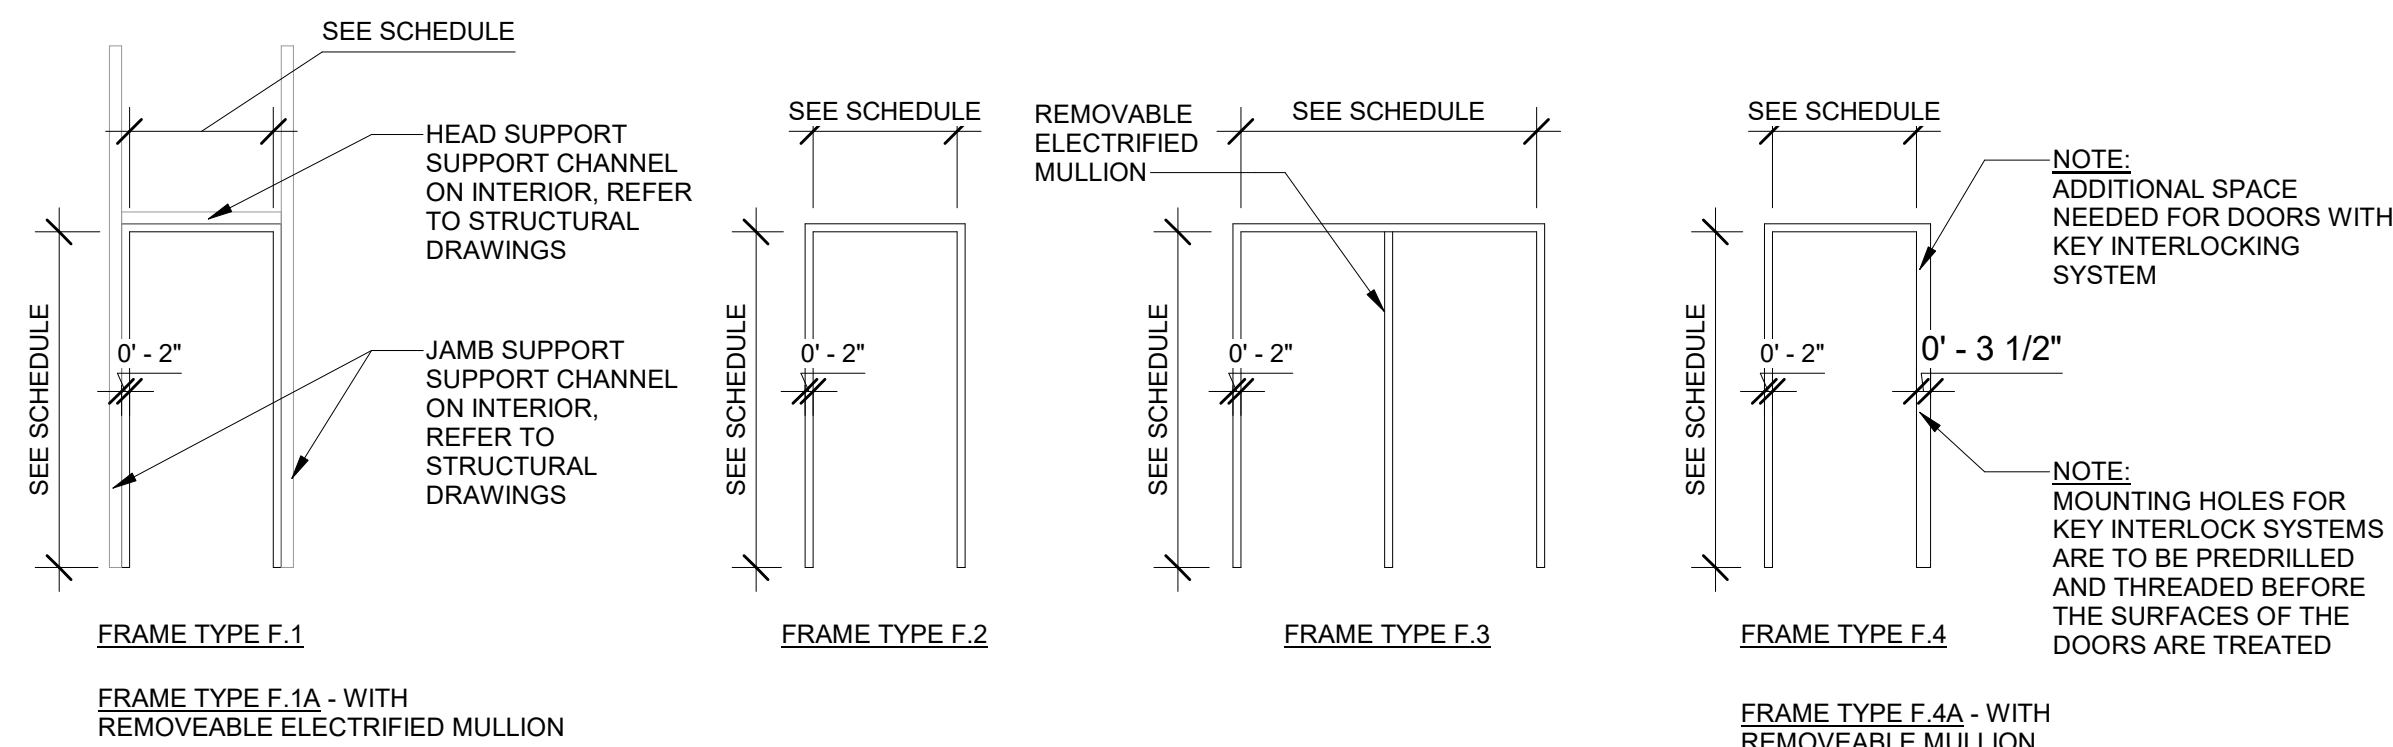 SEE SCHEDULE
HEAD SUPPORT
SUPPORT CHANNEL
ON INTERIOR, REFER
TO STRUCTURAL
DRAWINGS
SEE SCHEDULE
0' - 2"
JAMB SUPPORT
SUPPORT CHANNEL
ON INTERIOR,
REFER TO
STRUCTURAL
DRAWINGS
FRAME TYPE F.1
FRAME TYPE F.1A - WITH
REMOVEABLE ELECTRIFIED MULLION
SEE SCHEDULE
SEE SCHEDULE
0' - 2"
FRAME TYPE F.2
REMOVABLE
ELECTRIFIED
MULLION
SEE SCHEDULE
SEE SCHEDULE
0' - 2"
FRAME TYPE F.3
SEE SCHEDULE
NOTE:
ADDITIONAL SPACE
NEEDED FOR DOORS WITH
KEY INTERLOCKING
SYSTEM
SEE SCHEDULE
0' - 2"
0' - 3 1/2"
NOTE:
MOUNTING HOLES FOR
KEY INTERLOCK SYSTEMS
ARE TO BE PREDRILLED
AND THREADED BEFORE
THE SURFACES OF THE
DOORS ARE TREATED
FRAME TYPE F.4
FRAME TYPE F.4A - WITH
REMOVEABLE MULLION